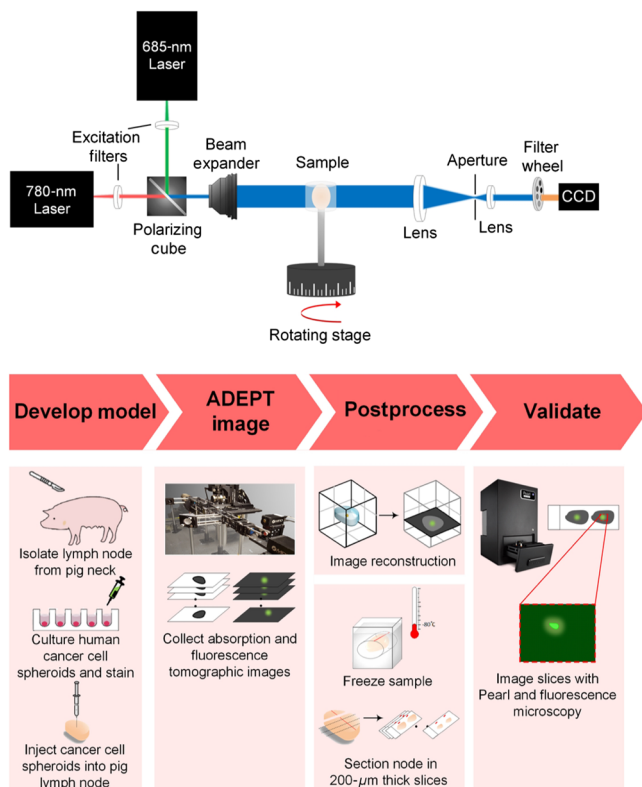 685-nm
Laser
Excitation
filters
Beam
expander
Sample
Aperture
Filter
wheel
780-nm
Laser
CCD
Polarizing
cube
Lens
Lens
Rotating stage
Develop model
ADEPT
image
Postprocess
Validate
Isolate lymph node
from pig neck
Culture human
cancer cell
spheroids and stain
Inject cancer cell
spheroids into pig
lymph node
Collect absorption and
fluorescence
tomographic images
Image reconstruction
-80°C
Freeze sample
Section node in
200-μm thick slices
Image slices with
Pearl and fluorescence
microscopy